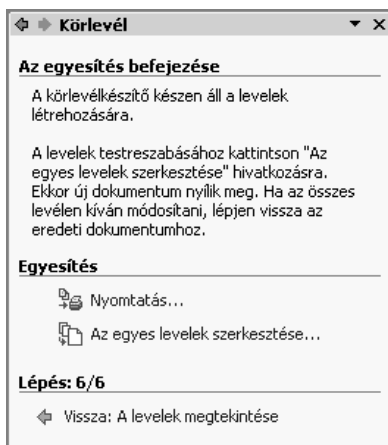 Körlevél
Az egyesítés befejezése
A körlevélkészítő készen áll a levelek
létrehozására.
A levelek testreszabásához kattintson "Az
egyes levelek szerkesztése" hivatkozásra.
Ekkor új dokumentum nyílik meg. Ha az összes
levélen kíván módosítani, lépjen vissza az
eredeti dokumentumhoz.
Egyesítés
Nyomtatás...
Az egyes levelek szerkesztése...
Lépés: 6/6
Vissza: A levelek megtekintése